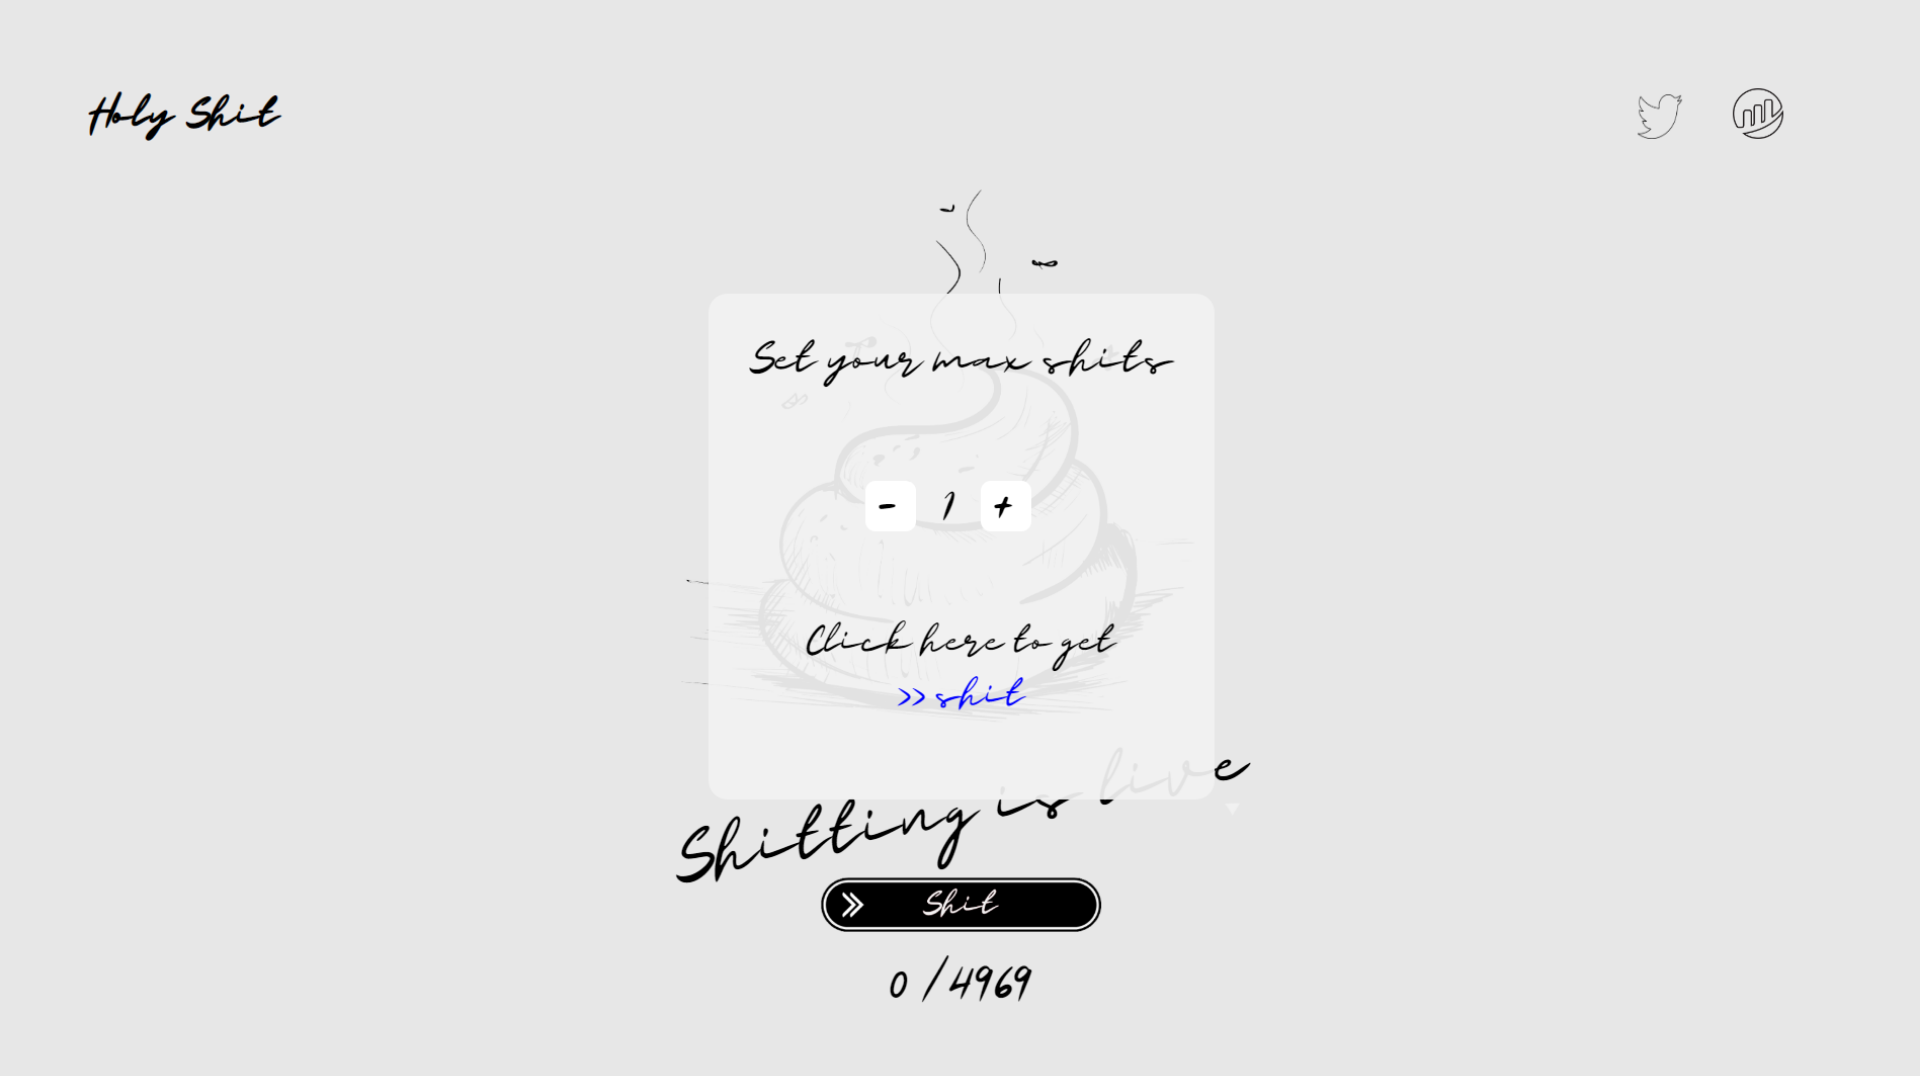 Holy Shit
Set your max shits
- 1 +
Click here to get
>> shit
Shitting is live
Shit
0 / 4969